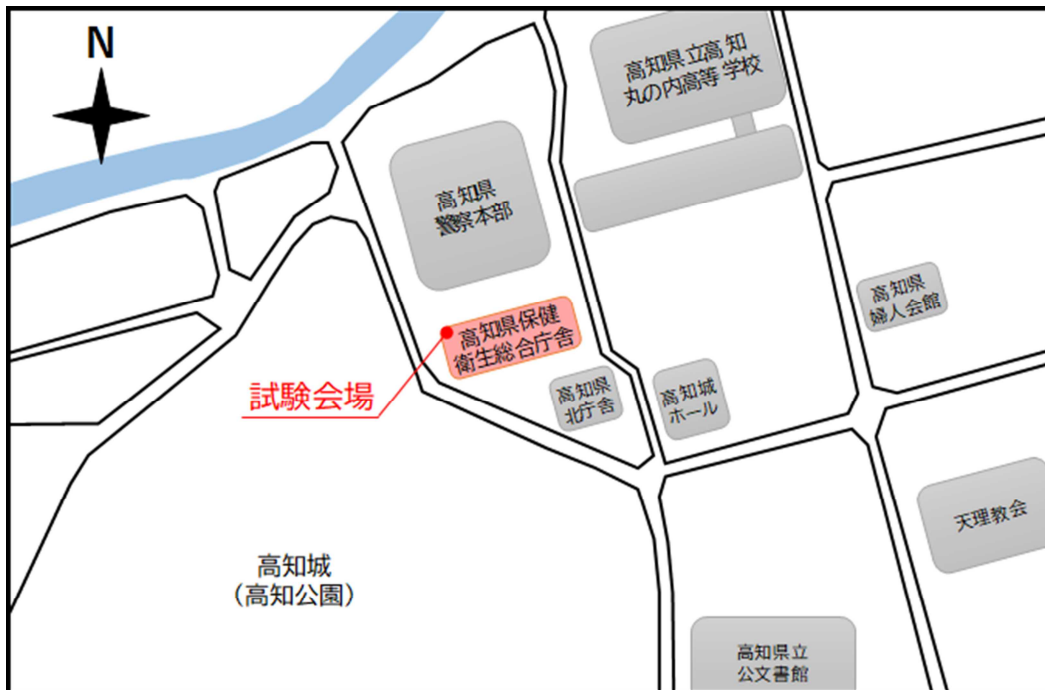 N
高知県立高知
丸の内高等学校
高知県
警察本部
高知県
婦人会館
高知県保健
衛生総合庁舎
試験会場
高知県
北庁舎
高知城
ホール
天理教会
高知城
(高知公園)
高知県立
公文書館